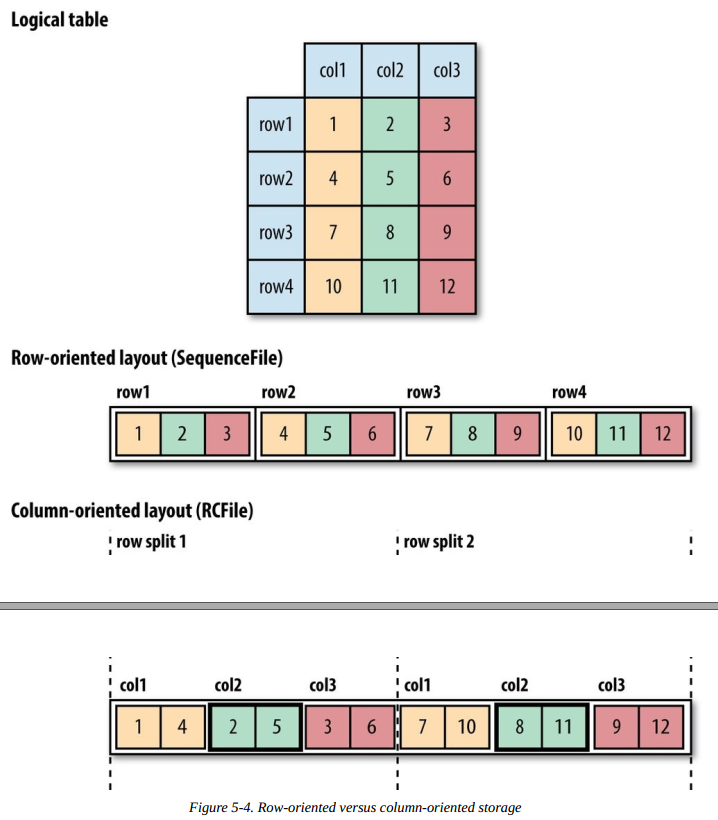 Logical table
col1 col2 col3
row1 1 2 3
row2 4 5 6
row3 7 8 9
row4 10 11 12
Row-oriented layout (SequenceFile)
row1 row2 row3 row4
1 2 3 4 5 6 7 8 9 10 11 12
Column-oriented layout (RCFile)
row split 1 row split 2
col1 col2 col3 col1 col2 col3
1 4 2 5 3 6 7 10 8 11 9 12
Figure 5-4. Row-oriented versus column-oriented storage